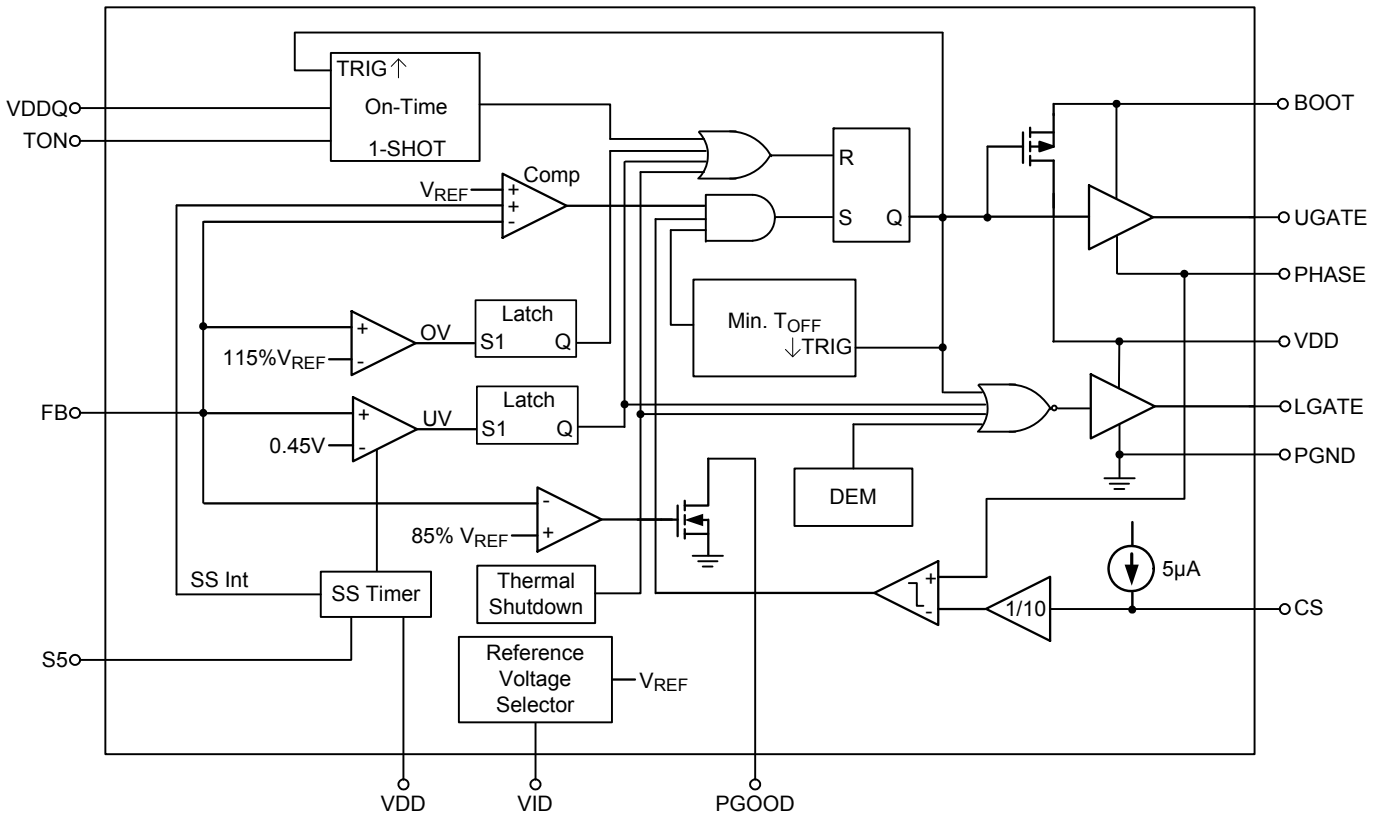 TRIG↑
On-Time
1-SHOT
VDDQ
TON
BOOT
R
S Q
Comp
VREF
+
+
-
UGATE
PHASE
Latch
S1 Q
OV
+
-
115%VREF
Min. TOFF
↓TRIG
VDD
FB
Latch
S1 Q
UV
+
-
0.45V
LGATE
PGND
DEM
-
+
85% VREF
SS Int
SS Timer
Thermal
Shutdown
+
-
1/10
5µA
CS
S5
Reference
Voltage
Selector
VREF
VDD
VID
PGOOD